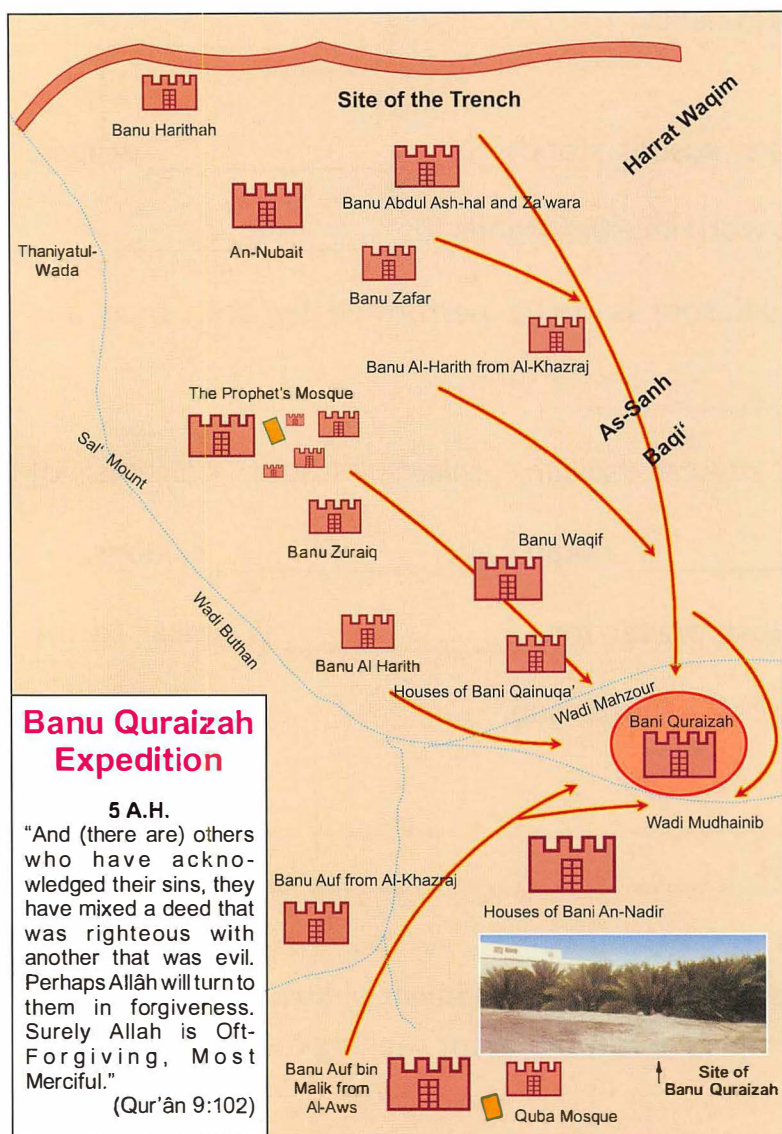 Site of the Trench
Harrat Waqim
Banu Harithah
Banu Abdul Ash-hal and Za'wara
An-Nubait
Thaniyatul-
Wada
Banu Zafar
Banu Al-Harith from Al-Khazraj
The Prophet's Mosque
As-Sanh
Baqi‘
Sal' Mount
Banu Zuraiq
Banu Waqif
Wadi Buthan
Banu Al Harith
Houses of Bani Qainuqa'
Wadi Mahzour
Bani Quraizah
Wadi Mudhainib
Banu Auf from Al-Khazraj
Houses of Bani An-Nadir
Banu Auf bin
Malik from
Al-Aws
Quba Mosque
Site of
Banu Quraizah
Banu Quraizah
Expedition
5 A.H.
“And (there are) others
who have ackno-
wledged their sins, they
have mixed a deed that
was righteous with
another that was evil.
Perhaps Allâh will turn to
them in forgiveness.
Surely Allah is Oft-
Forgiving, Most
Merciful.”
(Qur'ân 9:102)